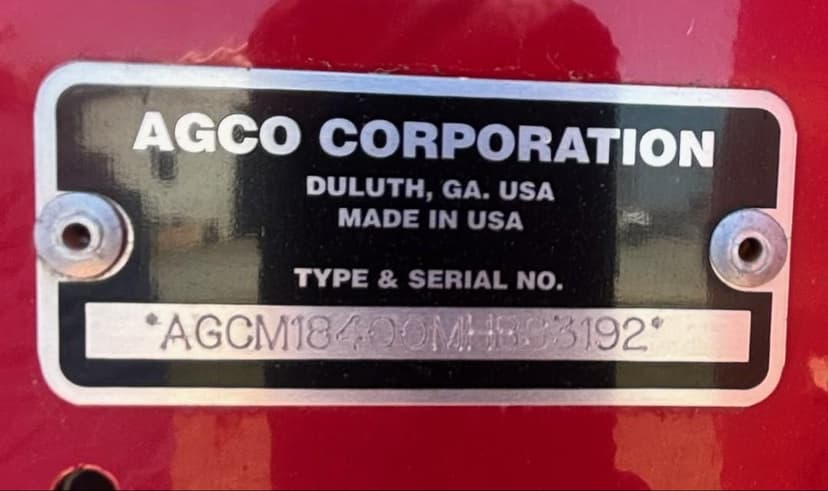 AGCO CORPORATION
DULUTH, GA. USA
MADE IN USA
TYPE & SERIAL NO.